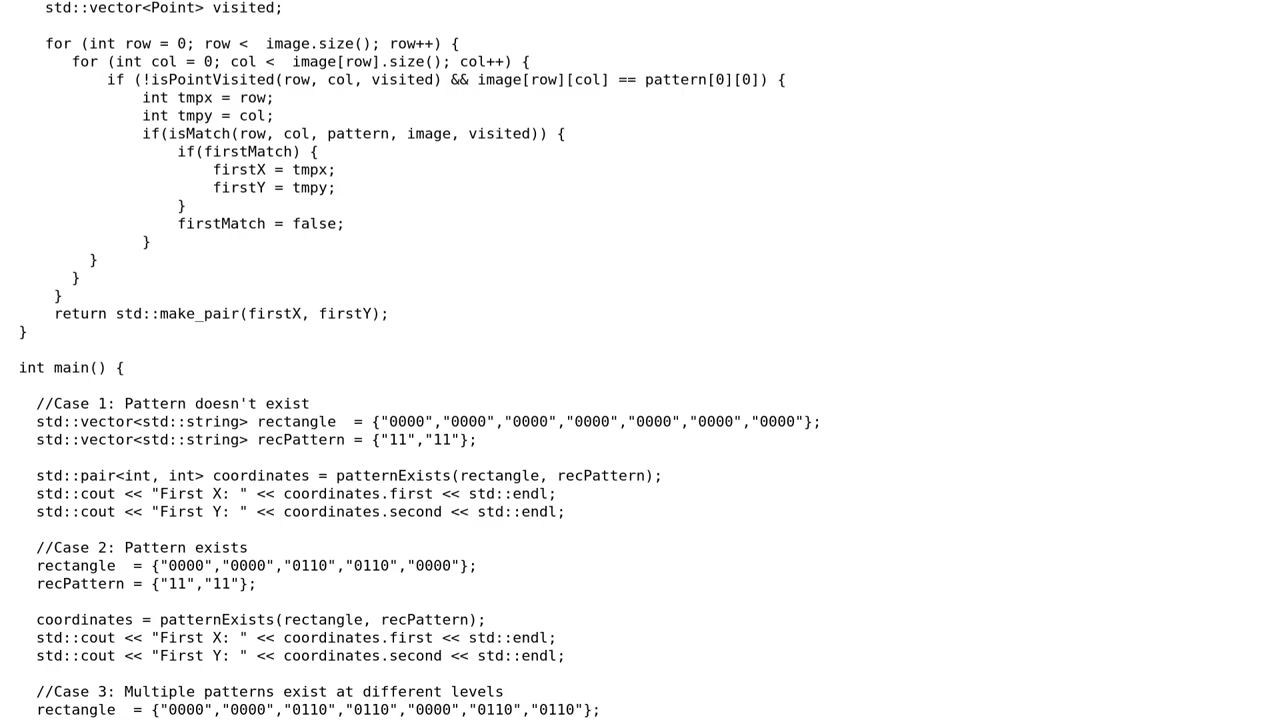 std::vector<Point> visited;
for (int row = 0; row <  image.size(); row++) {
for (int col = 0; col <  image[row].size(); col++) {
if (!isPointVisited(row, col, visited) && image[row][col] == pattern[0][0]) {
int tmpx = row;
int tmpy = col;
if(isMatch(row, col, pattern, image, visited)) {
if(firstMatch) {
firstX = tmpx;
firstY = tmpy;
}
firstMatch = false;
}
}
}
}
return std::make_pair(firstX, firstY);
}
int main() {
//Case 1: Pattern doesn't exist
std::vector<std::string> rectangle  = {"0000","0000","0000","0000","0000","0000","0000"};
std::vector<std::string> recPattern = {"11","11"};
std::pair<int, int> coordinates = patternExists(rectangle, recPattern);
std::cout << "First X: " << coordinates.first << std::endl;
std::cout << "First Y: " << coordinates.second << std::endl;
//Case 2: Pattern exists
rectangle  = {"0000","0000","0110","0110","0000"};
recPattern = {"11","11"};
coordinates = patternExists(rectangle, recPattern);
std::cout << "First X: " << coordinates.first << std::endl;
std::cout << "First Y: " << coordinates.second << std::endl;
//Case 3: Multiple patterns exist at different levels
rectangle  = {"0000","0000","0110","0110","0000","0110","0110"};